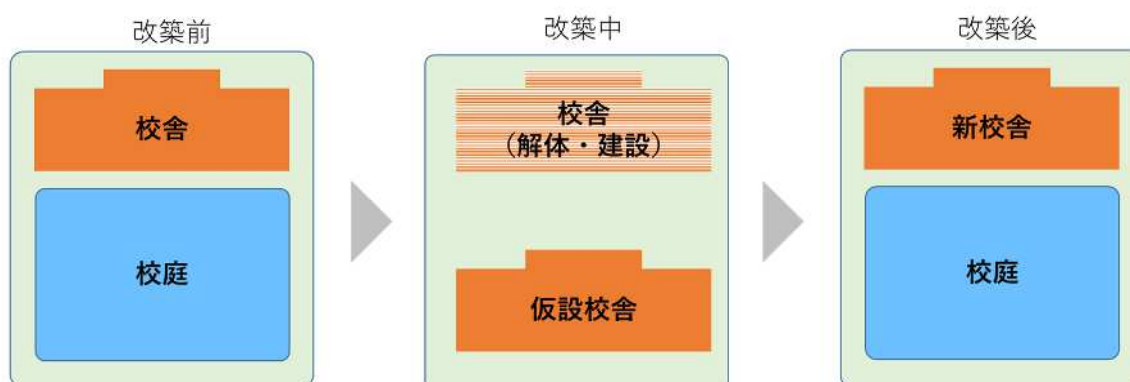 改築前
校舎
校庭
改築中
校舎
（解体・建設）
仮設校舎
改築後
新校舎
校庭